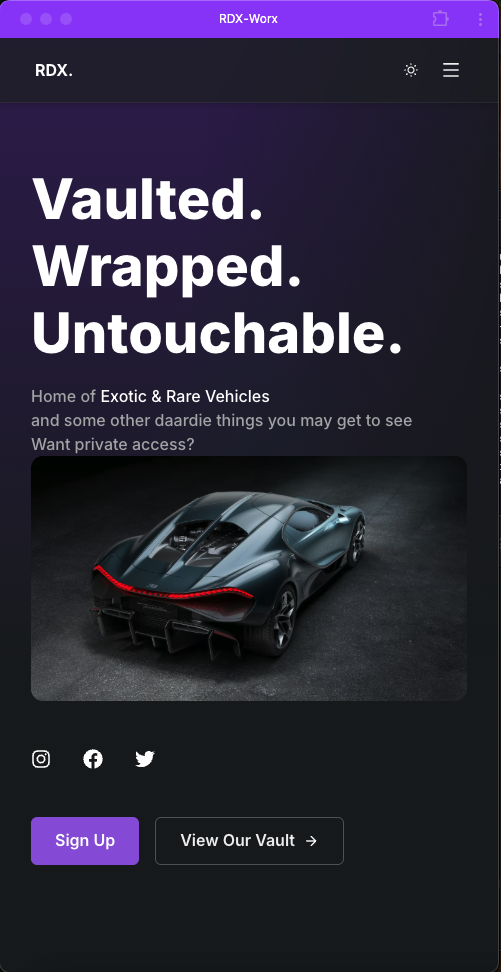 RDX-Worx
RDX.
Vaulted.
Wrapped.
Untouchable.
Home of Exotic & Rare Vehicles
and some other daardie things you may get to see
Want private access?
Sign Up
View Our Vault →